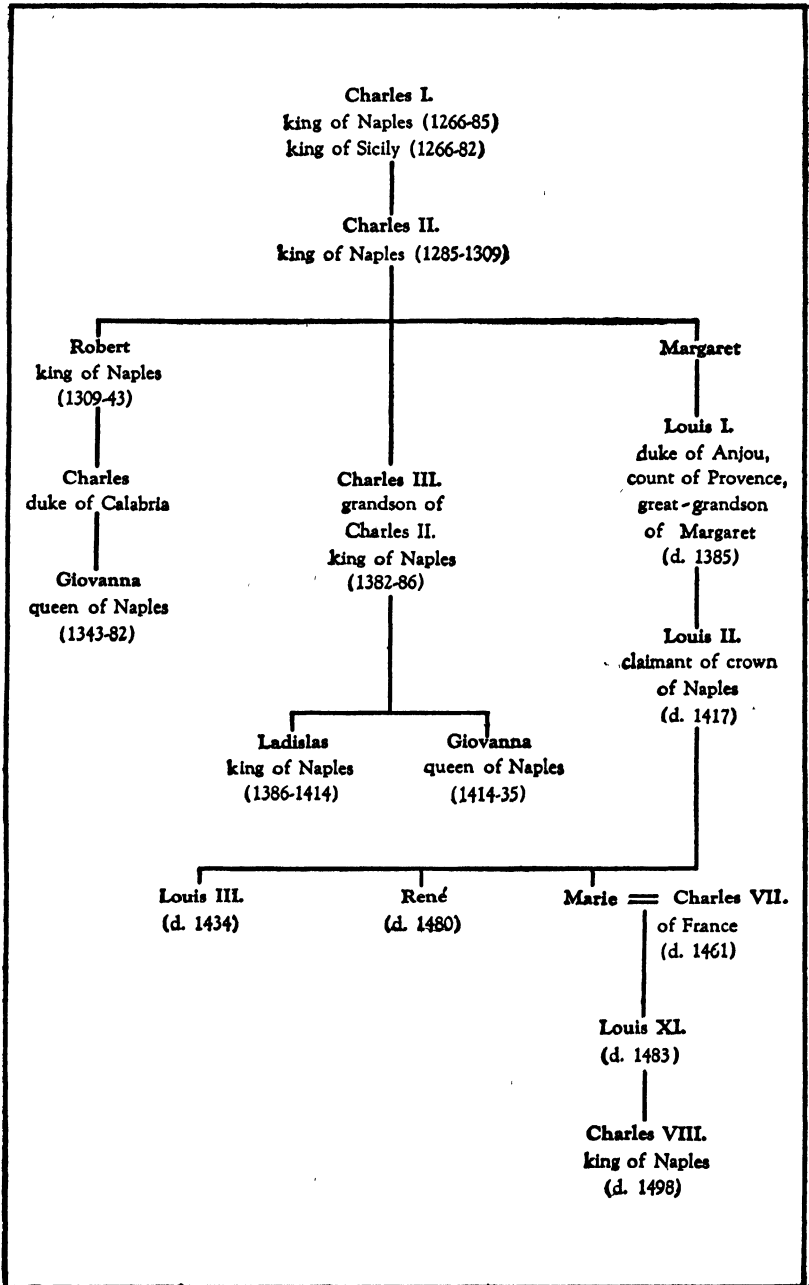 Charles I.
king of Naples (1266-85)
king of Sicily (1266-82)
Charles II.
king of Naples (1285-1309)
Robert
king of Naples
(1309-43)
Charles
duke of Calabria
Giovanna
queen of Naples
(1343-82)
Charles III.
grandson of
Charles II.
king of Naples
(1382-86)
Ladislas
king of Naples
(1386-1414)
Giovanna
queen of Naples
(1414-35)
Margaret
Louis I.
duke of Anjou,
count of Provence,
great-grandson
of Margaret
(d. 1385)
Louis II.
claimant of crown
of Naples
(d. 1417)
Louis III.
(d. 1434)
René
(d. 1480)
Marie = Charles VII.
of France
(d. 1461)
Louis XI.
(d. 1483)
Charles VIII.
king of Naples
(d. 1498)